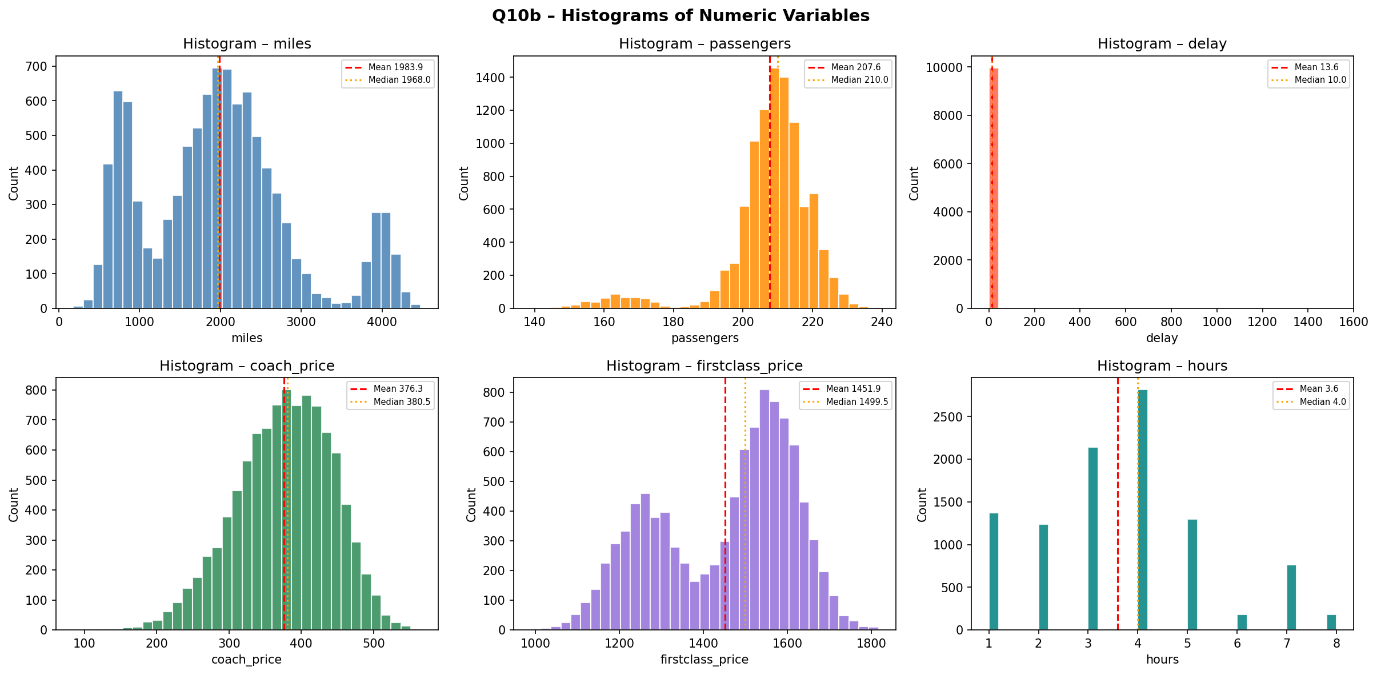 Q10b – Histograms of Numeric Variables
Histogram – miles
Mean 1983.9
Median 1968.0
700
600
500
400
300
200
100
0
Count
0 1000 2000 3000 4000
miles
Histogram – passengers
Mean 207.6
Median 210.0
1400
1200
1000
800
600
400
200
0
Count
140 160 180 200 220 240
passengers
Histogram – delay
Mean 13.6
Median 10.0
10000
8000
6000
4000
2000
0
Count
0 200 400 600 800 1000 1200 1400 1600
delay
Histogram – coach_price
Mean 376.3
Median 380.5
800
700
600
500
400
300
200
100
0
Count
100 200 300 400 500
coach_price
Histogram – firstclass_price
Mean 1451.9
Median 1499.5
800
700
600
500
400
300
200
100
0
Count
1000 1200 1400 1600 1800
firstclass_price
Histogram – hours
Mean 3.6
Median 4.0
2500
2000
1500
1000
500
0
Count
1 2 3 4 5 6 7 8
hours